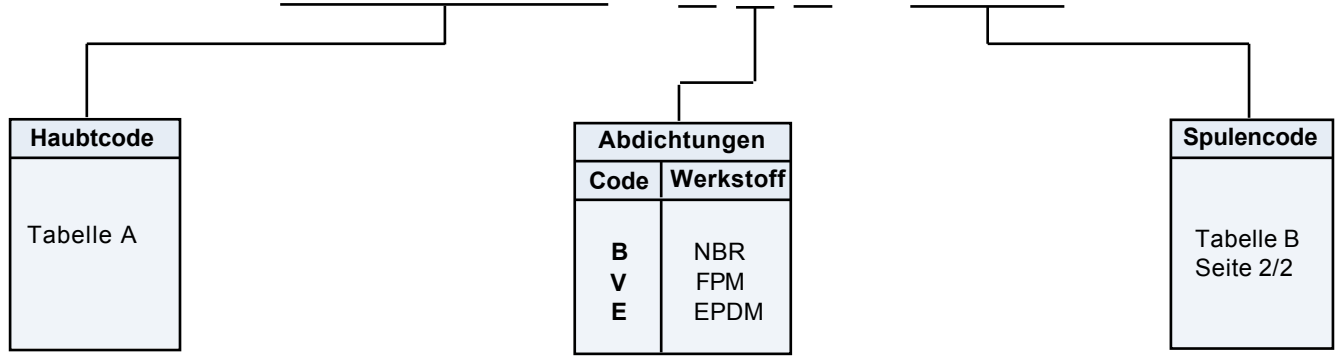 Haubtcode
Tabelle A
Abdichtungen
Code Werkstoff
B NBR
V FPM
E EPDM
Spulencode
Tabelle B
Seite 2/2